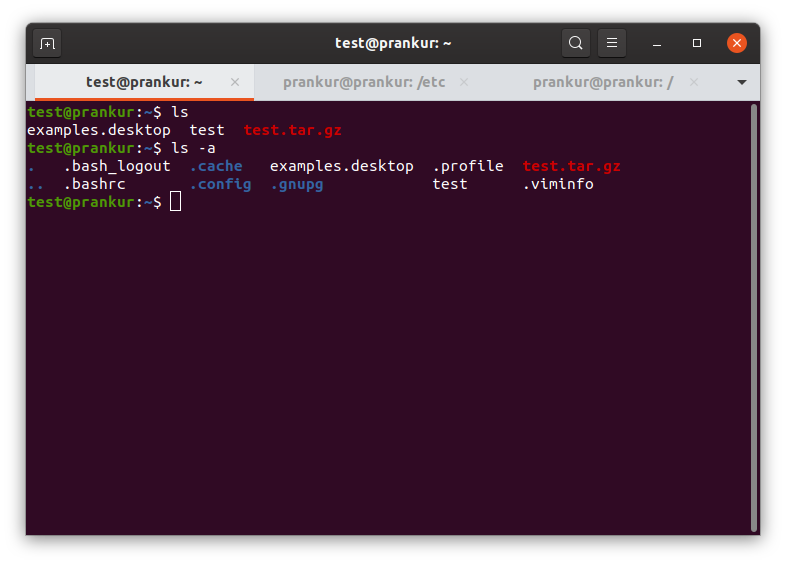 test@prankur: ~
test@prankur: ~ prankur@prankur: /etc prankur@prankur: /
test@prankur:~$ ls
examples.desktop  test  test.tar.gz
test@prankur:~$ ls -a
.   .bash_logout  .cache   examples.desktop  .profile  test.tar.gz
..  .bashrc       .config  .gnupg            test      .viminfo
test@prankur:~$